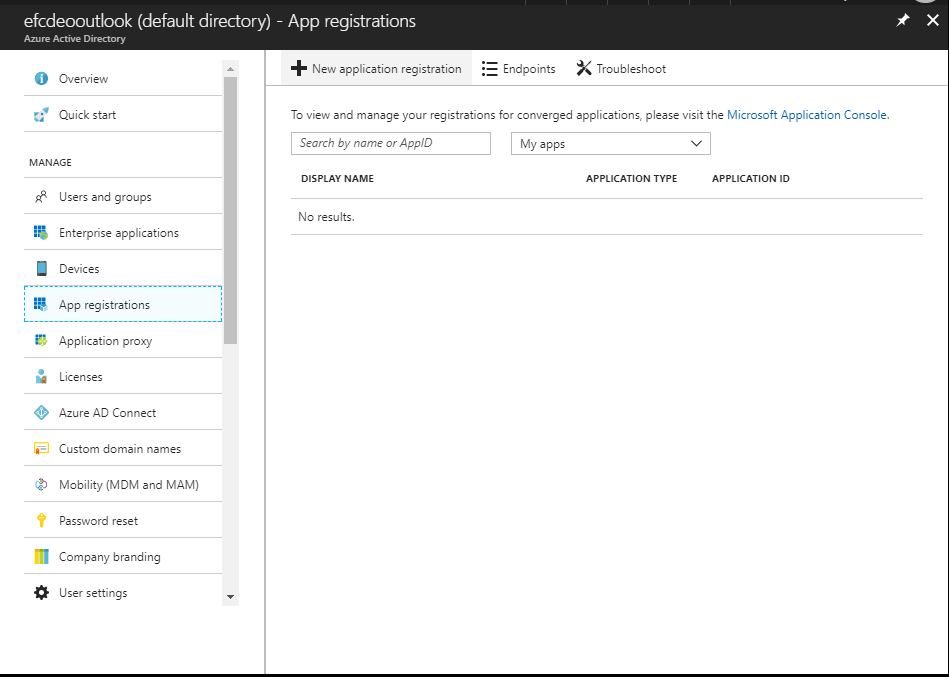 efcdeooutlook (default directory) - App registrations
Azure Active Directory
Overview
Quick start
MANAGE
Users and groups
Enterprise applications
Devices
App registrations
Application proxy
Licenses
Azure AD Connect
Custom domain names
Mobility (MDM and MAM)
Password reset
Company branding
User settings
New application registration Endpoints Troubleshoot
To view and manage your registrations for converged applications, please visit the Microsoft Application Console.
Search by name or AppID My apps
DISPLAY NAME APPLICATION TYPE APPLICATION ID
No results.